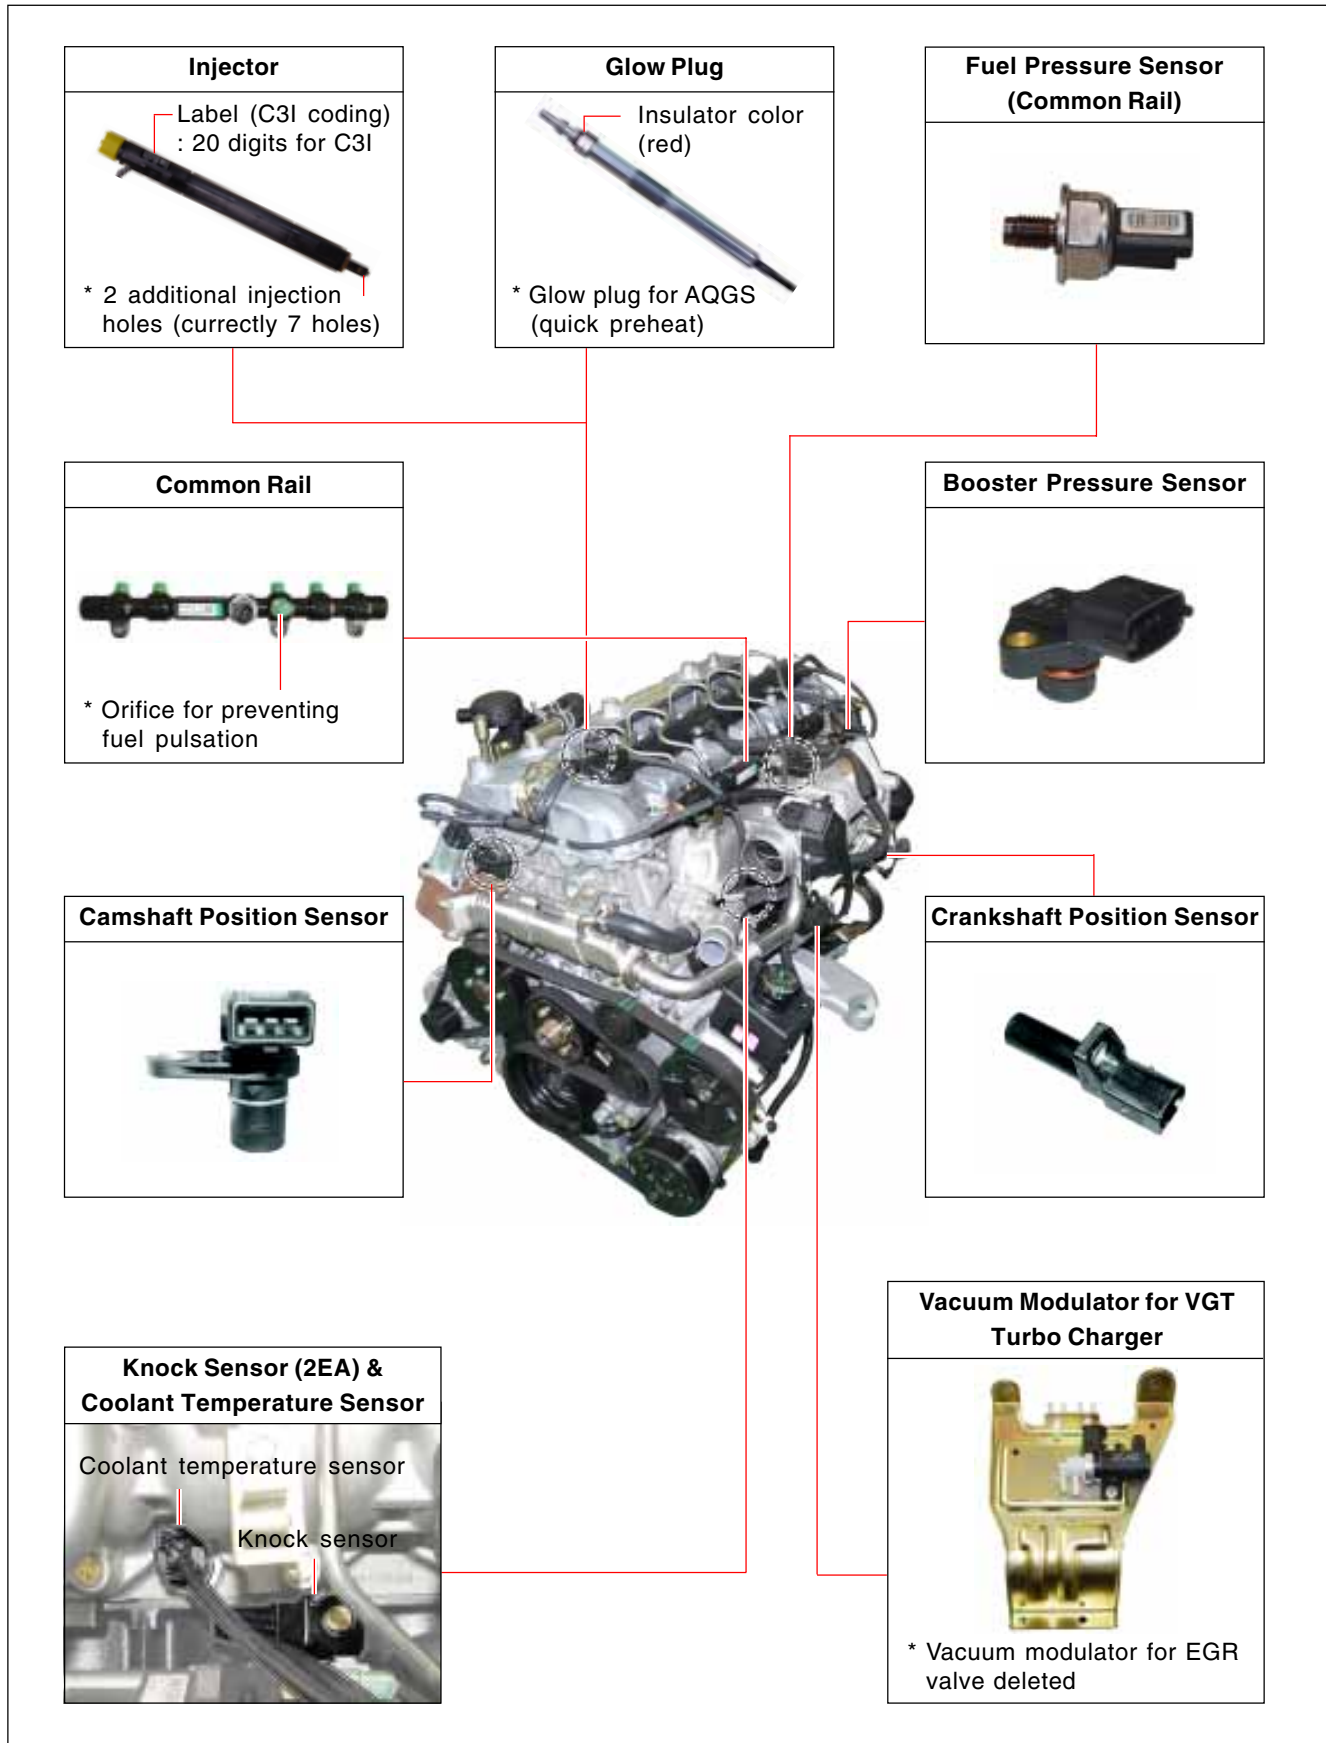 Injector
Label (C3I coding)
: 20 digits for C3I
* 2 additional injection
holes (currectly 7 holes)
Glow Plug
Insulator color
(red)
* Glow plug for AQGS
(quick preheat)
Fuel Pressure Sensor
(Common Rail)
Common Rail
* Orifice for preventing
fuel pulsation
Booster Pressure Sensor
Camshaft Position Sensor
Crankshaft Position Sensor
Knock Sensor (2EA) &
Coolant Temperature Sensor
Coolant temperature sensor
Knock sensor
Vacuum Modulator for VGT
Turbo Charger
* Vacuum modulator for EGR
valve deleted